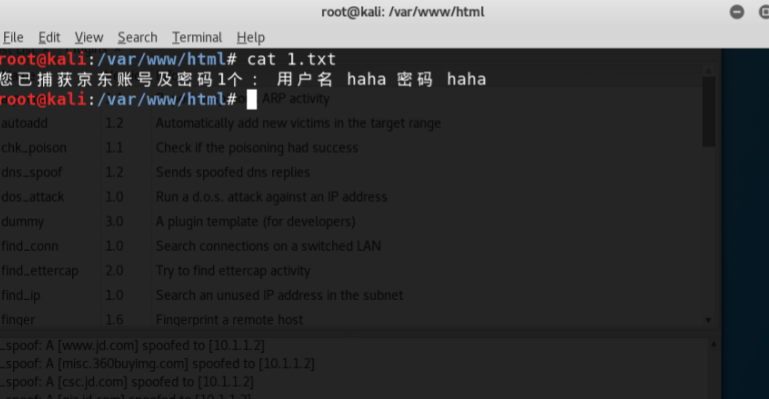 root@kali: /var/www/html
File Edit View Search Terminal Help
root@kali:/var/www/html# cat 1.txt
您已捕获京东账号及密码1个： 用户名 haha 密码 haha
root@kali:/var/www/html#
ARP activity
autoadd 1.2 Automatically add new victims in the target range
chk_poison 1.1 Check if the poisoning had success
dns_spoof 1.2 Sends spoofed dns replies
dos_attack 1.0 Run a d.o.s. attack against an IP address
dummy 3.0 A plugin template (for developers)
find_conn 1.0 Search connections on a switched LAN
find_ettercap 2.0 Try to find ettercap activity
find_ip 1.0 Search an unused IP address in the subnet
finger 1.6 Fingerprint a remote host
_spoof: A [www.jd.com] spoofed to [10.1.1.2]
_spoof: A [misc.360buyimg.com] spoofed to [10.1.1.2]
_spoof: A [csc.jd.com] spoofed to [10.1.1.2]